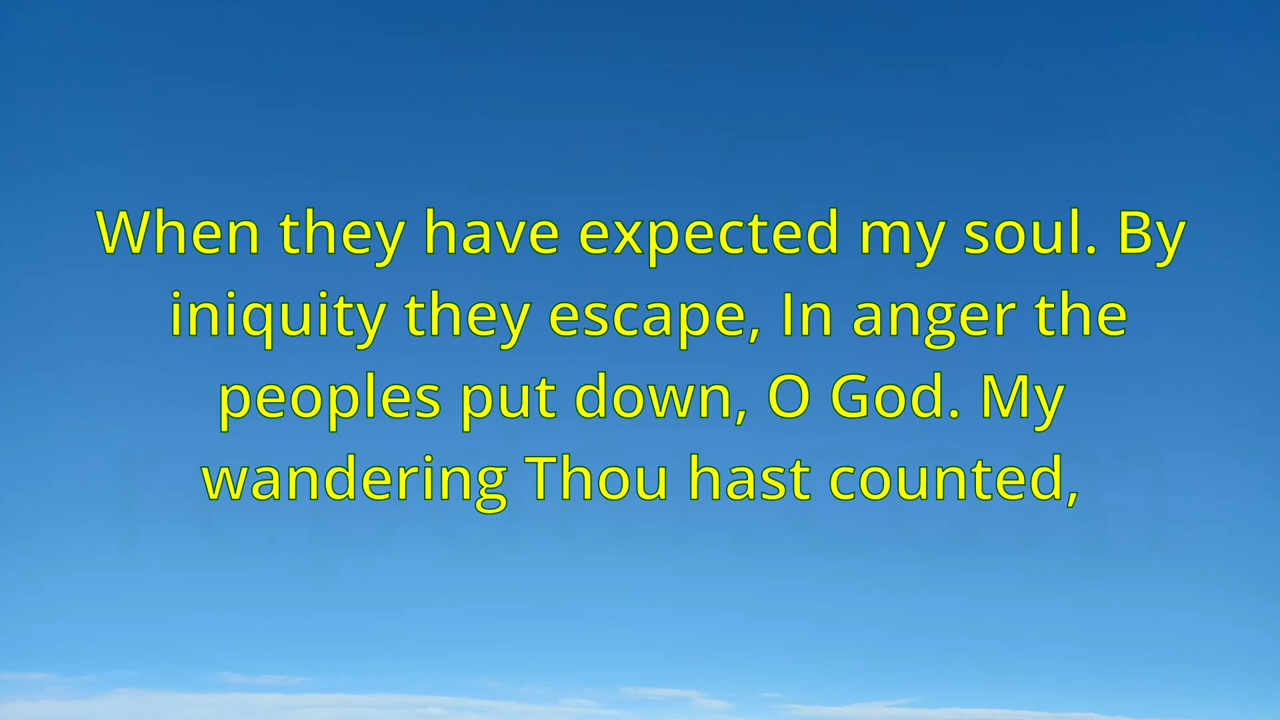 When they have expected my soul. By
iniquity they escape, In anger the
peoples put down, O God. My
wandering Thou hast counted,